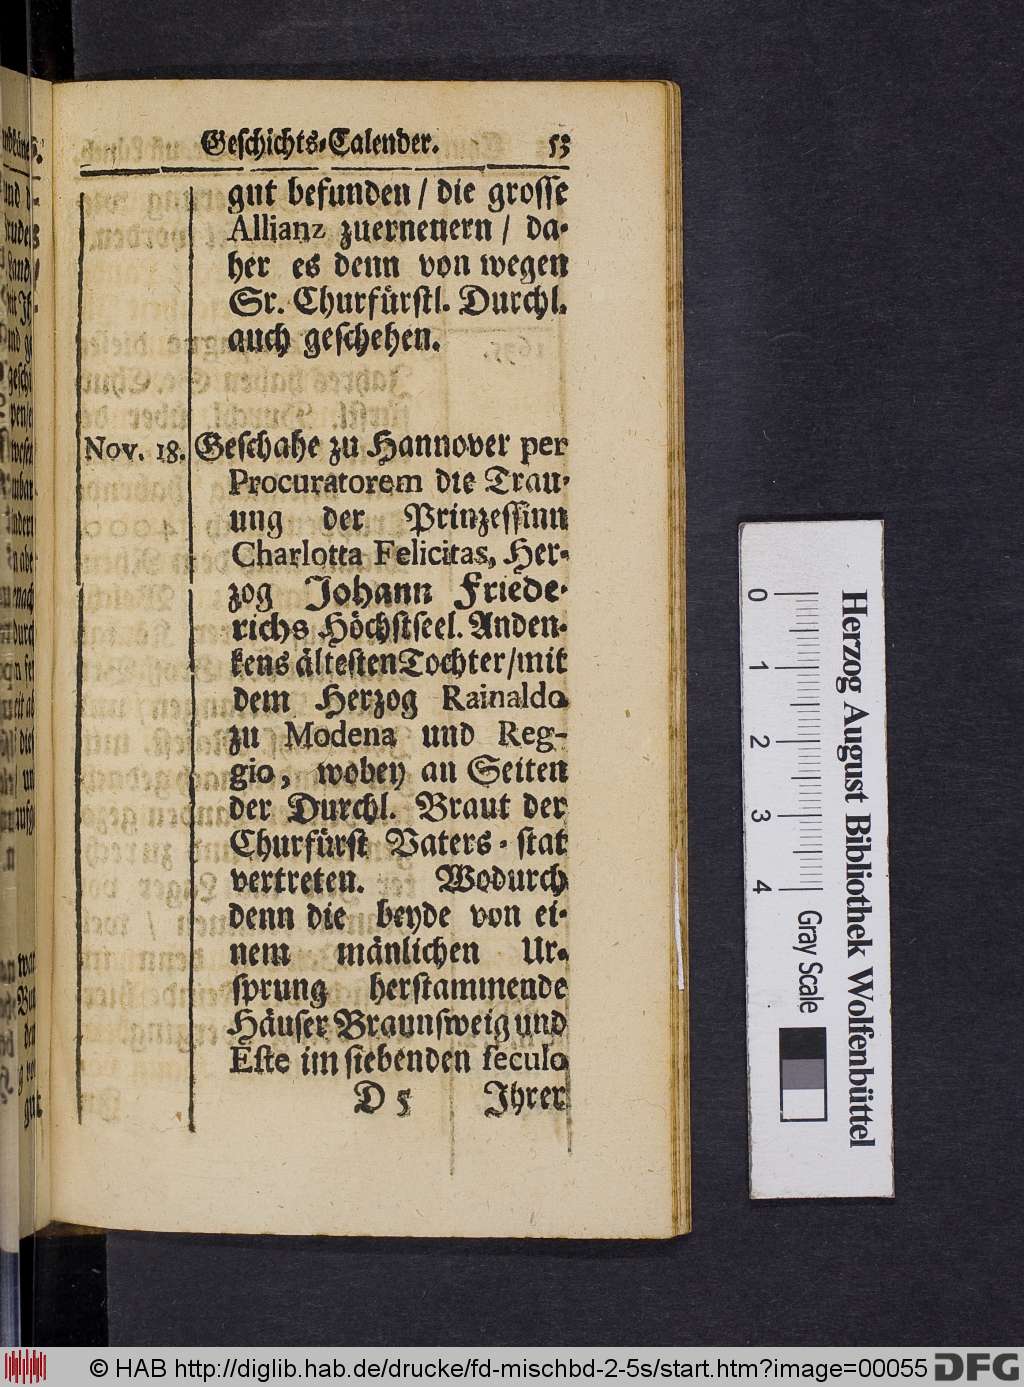 Geſchichts-Calender. 53
gut befunden / die groſſe
Allianz zuerneuern / da-
her es denn von wegen
Sr. Churfürſtl. Durchl.
auch geſchehen.
Nov. 18. Geſchahe zu Hannover per
Procuratorem die Trau-
ung der Prinzeſſinn
Charlotta Felicitas, Her-
zog Johann Friede-
richs Höchſtſeel. Anden-
kens älteſten Tochter / mit
dem Herzog Rainaldo
zu Modena und Reg-
gio, wobey an Seiten
der Durchl. Braut der
Churfürſt Vaters-ſtat
vertreten. Wodurch
denn die beyde von ei-
nem mänlichen Ur-
ſprung herſtammende
Häuſer Braunſweig und
Eſte im ſiebenden ſeculo
D 5 Ihrer
Herzog August Bibliothek Wolfenbüttel
0 1 2 3 4 Gray Scale
© HAB http://diglib.hab.de/drucke/fd-mischbd-2-5s/start.htm?image=00055 DFG